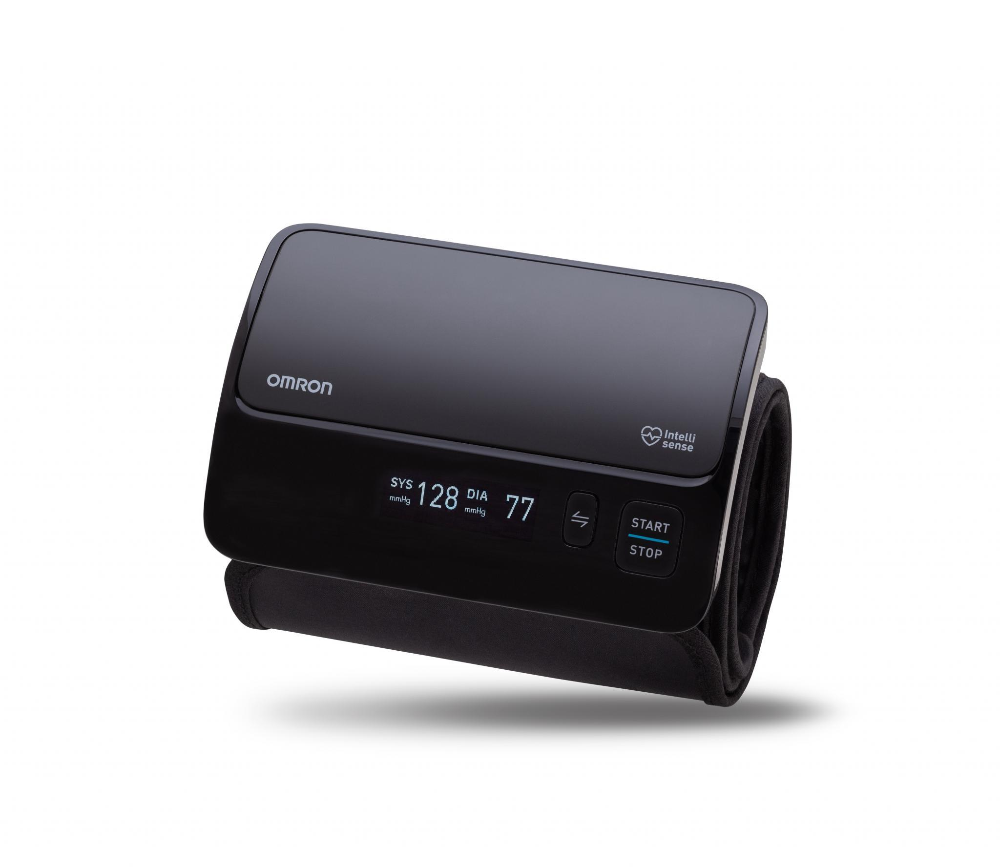 OMRON
Intelli
sense
SYS 128 DIA 77
mmHg mmHg
START
STOP